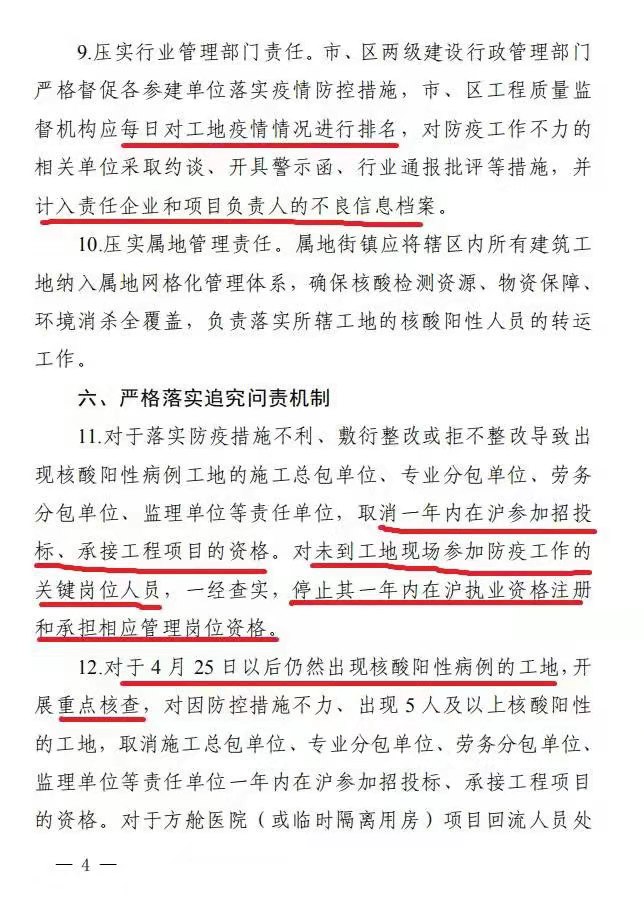 9.压实行业管理部门责任。市、区两级建设行政管理部门
严格督促各参建单位落实疫情防控措施，市、区工程质量监
督机构应每日对工地疫情情况进行排名，对防疫工作不力的
相关单位采取约谈、开具警示函、行业通报批评等措施，并
计入责任企业和项目负责人的不良信息档案。
10.压实属地管理责任。属地街镇应将辖区内所有建筑工
地纳入属地网格化管理体系，确保核酸检测资源、物资保障、
环境消杀全覆盖，负责落实所辖工地的核酸阳性人员的转运
工作。
六、严格落实追究问责机制
11.对于落实防疫措施不利、敷衍整改或拒不整改导致出
现核酸阳性病例工地的施工总包单位、专业分包单位、劳务
分包单位、监理单位等责任单位，取消一年内在沪参加招投
标、承接工程项目的资格。对未到工地现场参加防疫工作的
关键岗位人员，一经查实，停止其一年内在沪执业资格注册
和承担相应管理岗位资格。
12.对于 4 月 25 日以后仍然出现核酸阳性病例的工地,开
展重点核查，对因防控措施不力、出现 5 人及以上核酸阳性
的工地，取消施工总包单位、专业分包单位、劳务分包单位、
监理单位等责任单位一年内在沪参加招投标、承接工程项目
的资格。对于方舱医院（或临时隔离用房）项目回流人员处
— 4 —